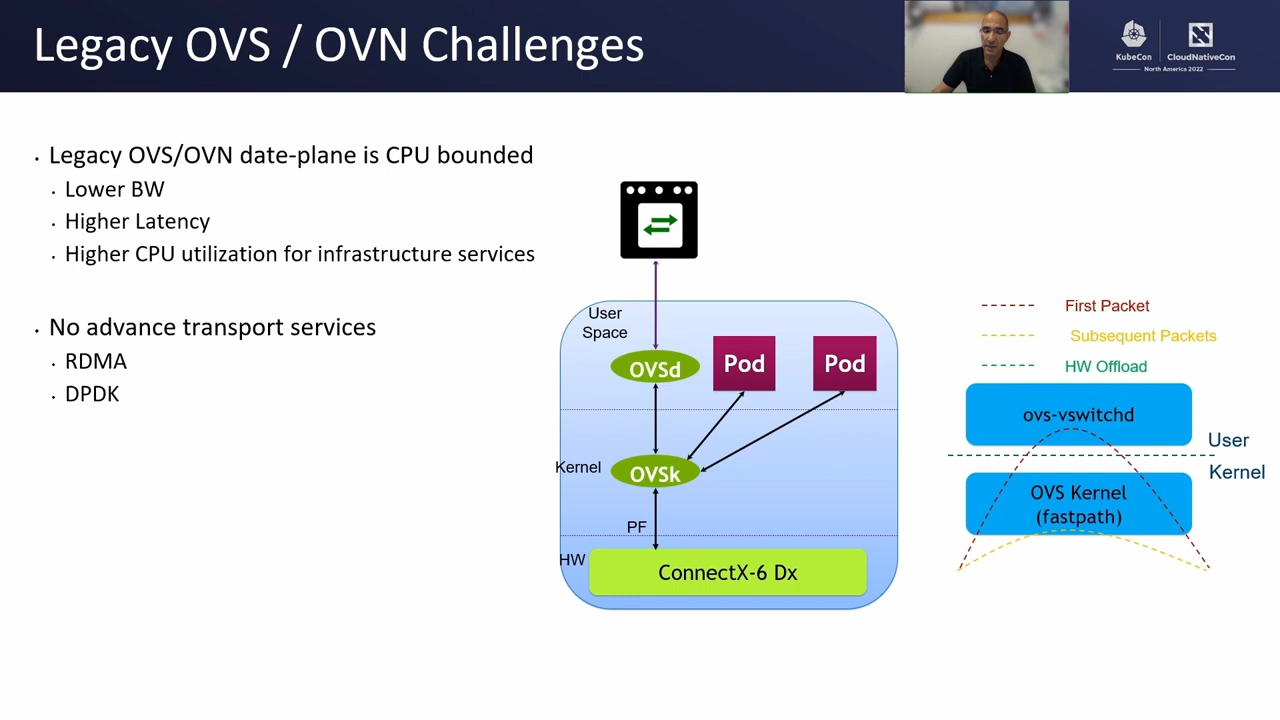 Legacy OVS / OVN Challenges
KubeCon
CloudNativeCon
North America 2022
Legacy OVS/OVN date-plane is CPU bounded
Lower BW
Higher Latency
Higher CPU utilization for infrastructure services
No advance transport services
RDMA
DPDK
User
Space
OVSd
Pod
Pod
Kernel
OVSk
PF
HW
ConnectX-6 Dx
First Packet
Subsequent Packets
HW Offload
ovs-vswitchd
User
Kernel
OVS Kernel
(fastpath)